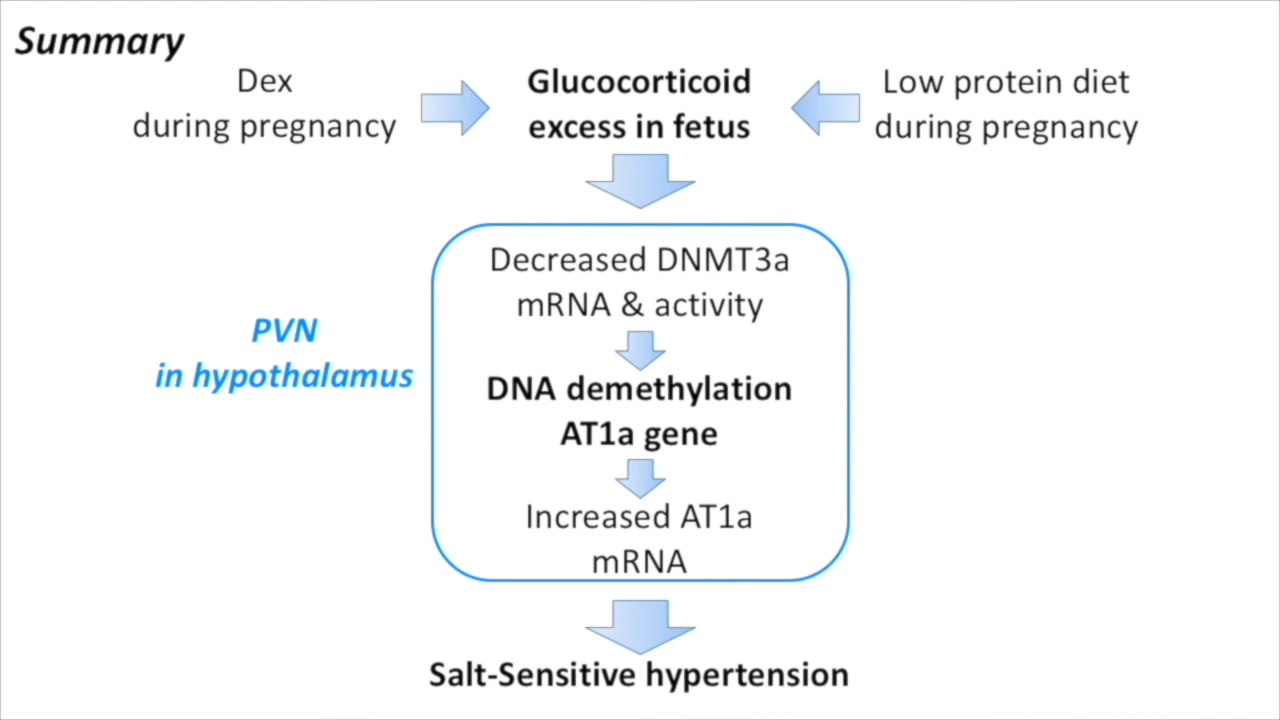 Summary
Dex
during pregnancy
Glucocorticoid
excess in fetus
Low protein diet
during pregnancy
Decreased DNMT3a
mRNA & activity
PVN
in hypothalamus
DNA demethylation
AT1a gene
Increased AT1a
mRNA
Salt-Sensitive hypertension